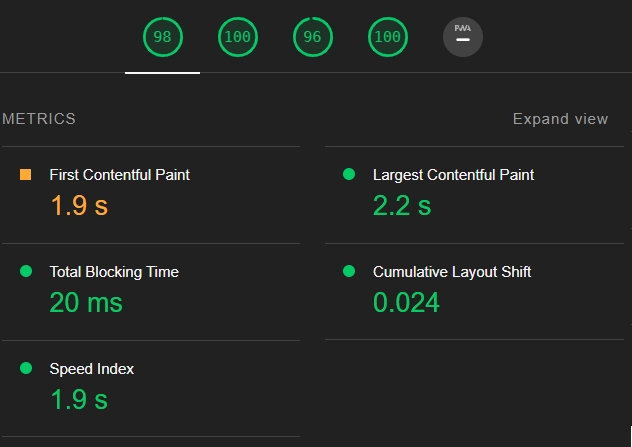 98 100 96 100 PWA
METRICS Expand view
First Contentful Paint
1.9 s
Largest Contentful Paint
2.2 s
Total Blocking Time
20 ms
Cumulative Layout Shift
0.024
Speed Index
1.9 s